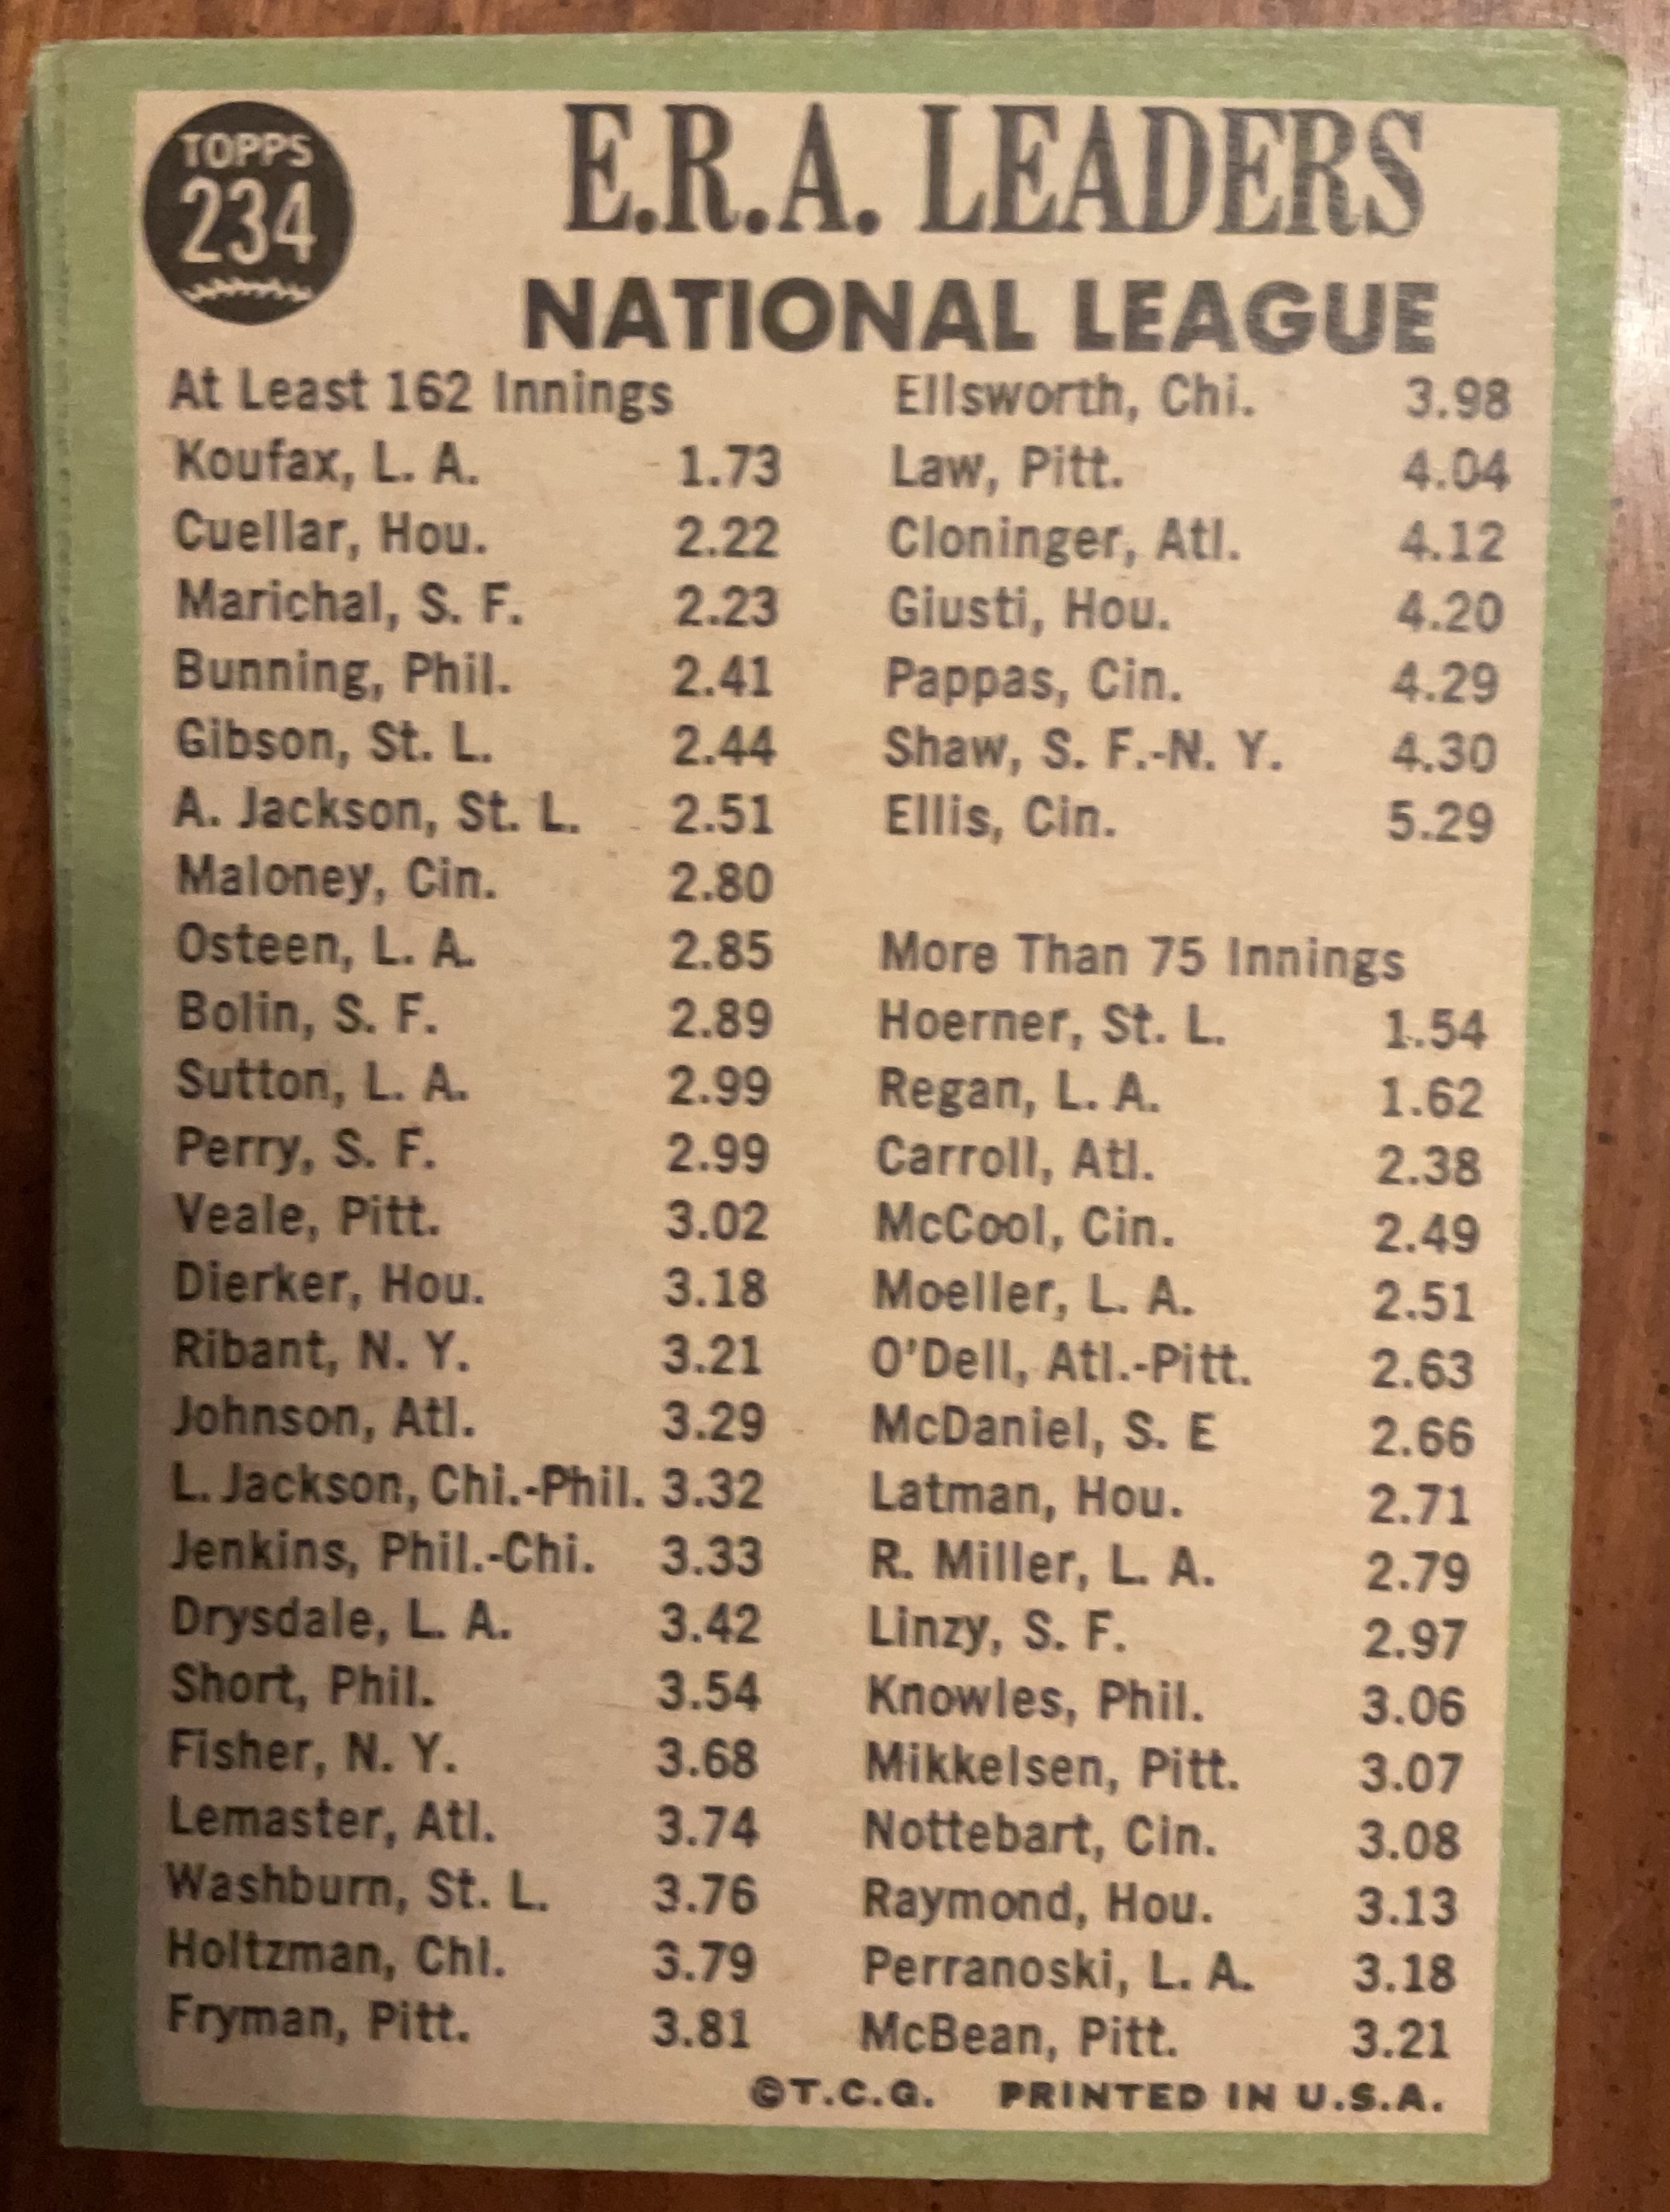 TOPPS
234
E.R.A. LEADERS
NATIONAL LEAGUE
At Least 162 Innings
Koufax, L. A. 1.73
Cuellar, Hou. 2.22
Marichal, S. F. 2.23
Bunning, Phil. 2.41
Gibson, St. L. 2.44
A. Jackson, St. L. 2.51
Maloney, Cin. 2.80
Osteen, L. A. 2.85
Bolin, S. F. 2.89
Sutton, L. A. 2.99
Perry, S. F. 2.99
Veale, Pitt. 3.02
Dierker, Hou. 3.18
Ribant, N. Y. 3.21
Johnson, Atl. 3.29
L. Jackson, Chi.-Phil. 3.32
Jenkins, Phil.-Chi. 3.33
Drysdale, L. A. 3.42
Short, Phil. 3.54
Fisher, N. Y. 3.68
Lemaster, Atl. 3.74
Washburn, St. L. 3.76
Holtzman, Chi. 3.79
Fryman, Pitt. 3.81
Ellsworth, Chi. 3.98
Law, Pitt. 4.04
Cloninger, Atl. 4.12
Giusti, Hou. 4.20
Pappas, Cin. 4.29
Shaw, S. F.-N. Y. 4.30
Ellis, Cin. 5.29
More Than 75 Innings
Hoerner, St. L. 1.54
Regan, L. A. 1.62
Carroll, Atl. 2.38
McCool, Cin. 2.49
Moeller, L. A. 2.51
O'Dell, Atl.-Pitt. 2.63
McDaniel, S. E 2.66
Latman, Hou. 2.71
R. Miller, L. A. 2.79
Linzy, S. F. 2.97
Knowles, Phil. 3.06
Mikkelsen, Pitt. 3.07
Nottebart, Cin. 3.08
Raymond, Hou. 3.13
Perranoski, L. A. 3.18
McBean, Pitt. 3.21
©T.C.G. PRINTED IN U.S.A.